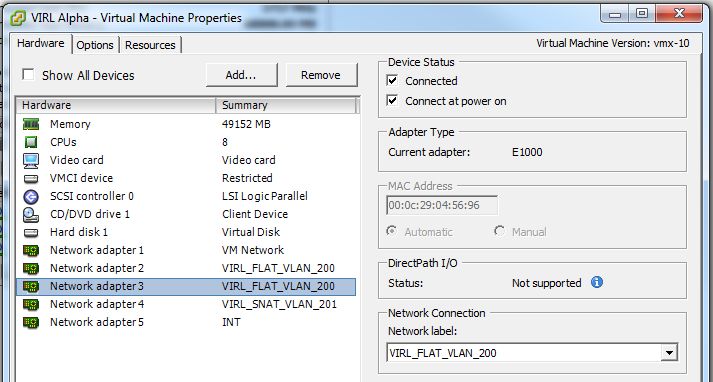 VIRL Alpha - Virtual Machine Properties
Hardware Options Resources
Virtual Machine Version: vmx-10
Show All Devices Add... Remove
Hardware Summary
Memory 49152 MB
CPUs 8
Video card Video card
VMCI device Restricted
SCSI controller 0 LSI Logic Parallel
CD/DVD drive 1 Client Device
Hard disk 1 Virtual Disk
Network adapter 1 VM Network
Network adapter 2 VIRL_FLAT_VLAN_200
Network adapter 3 VIRL_FLAT_VLAN_200
Network adapter 4 VIRL_SNAT_VLAN_201
Network adapter 5 INT
Device Status
Connected
Connect at power on
Adapter Type
Current adapter: E1000
MAC Address
00:0c:29:04:56:96
Automatic Manual
DirectPath I/O
Status: Not supported
Network Connection
Network label:
VIRL_FLAT_VLAN_200